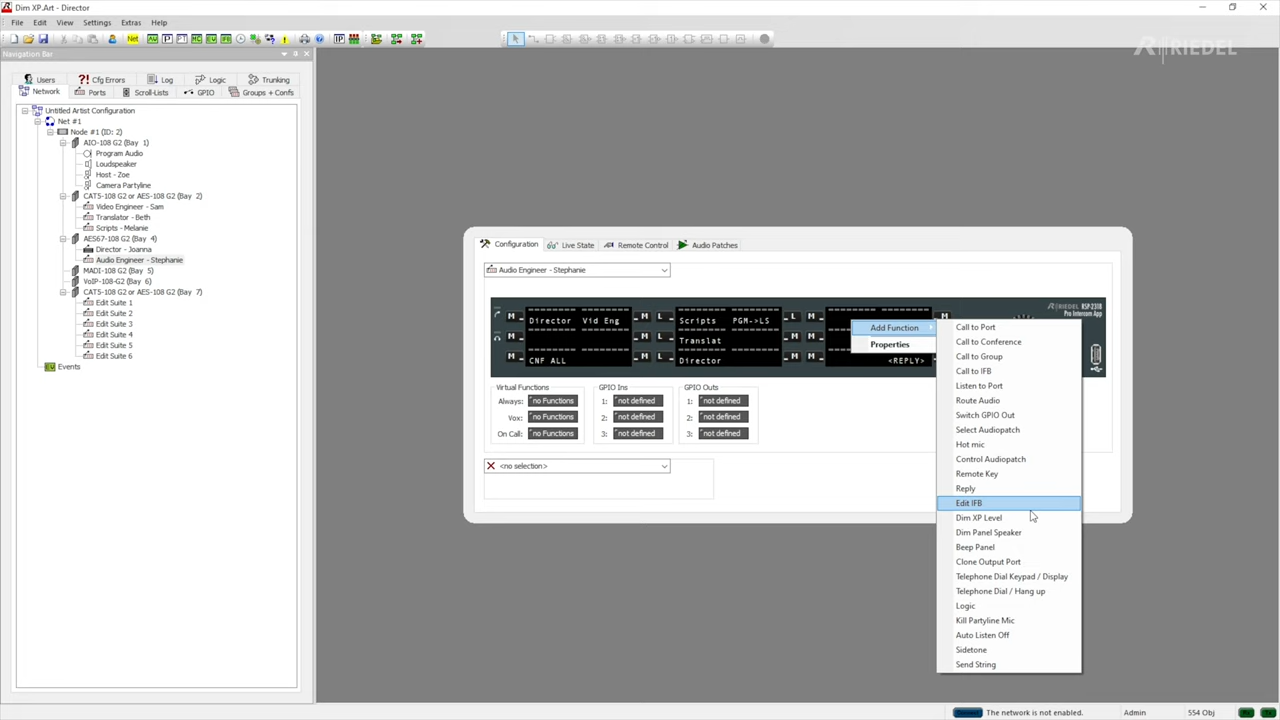 Dim XP.Art - Director
File Edit View Settings Extras Help
Net
IP
RIEDEL
Navigation Bar
Users Cfg Errors Log Logic Trunking
Network Ports Scroll-Lists GPIO Groups + Confs
Untitled Artist Configuration
Net #1
Node #1 (ID: 2)
AIO-108 G2 (Bay 1)
Program Audio
Loudspeaker
Host - Zoe
Camera Partyline
CAT5-108 G2 or AES-108 G2 (Bay 2)
Video Engineer - Sam
Translator - Beth
Scripts - Melanie
AES67-108 G2 (Bay 4)
Director - Joanna
Audio Engineer - Stephanie
MADI-108 G2 (Bay 5)
VoIP-108-G2 (Bay 6)
CAT5-108 G2 or AES-108 G2 (Bay 7)
Edit Suite 1
Edit Suite 2
Edit Suite 3
Edit Suite 4
Edit Suite 5
Edit Suite 6
Events
Configuration Live State Remote Control Audio Patches
Audio Engineer - Stephanie
RIEDEL RSP-2318
Pro Intercom App
M Director Vid Eng M L Scripts PGM->LS L M M
M M L Translat M M
M CNF ALL M L Director M M <REPLY>
Virtual Functions GPIO Ins GPIO Outs
Always: no Functions 1: not defined 1: not defined
Vox: no Functions 2: not defined 2: not defined
On Call: no Functions 3: not defined 3: not defined
<no selection>
Add Function
Properties
Call to Port
Call to Conference
Call to Group
Call to IFB
Listen to Port
Route Audio
Switch GPIO Out
Select Audiopatch
Hot mic
Control Audiopatch
Remote Key
Reply
Edit IFB
Dim XP Level
Dim Panel Speaker
Beep Panel
Clone Output Port
Telephone Dial Keypad / Display
Telephone Dial / Hang up
Logic
Kill Partyline Mic
Auto Listen Off
Sidetone
Send String
The network is not enabled. Admin 554 Obj